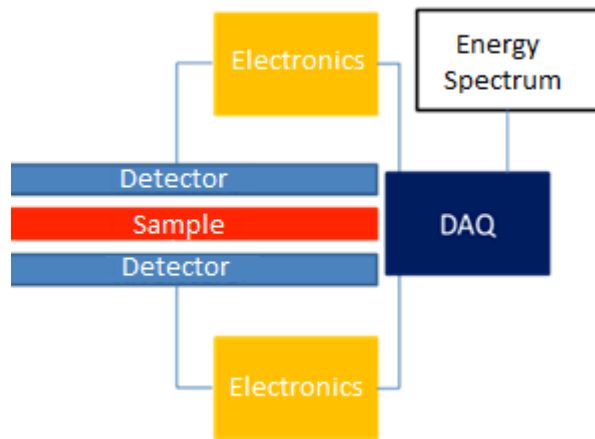 Electronics
Energy
Spectrum
Detector
Sample
DAQ
Detector
Electronics